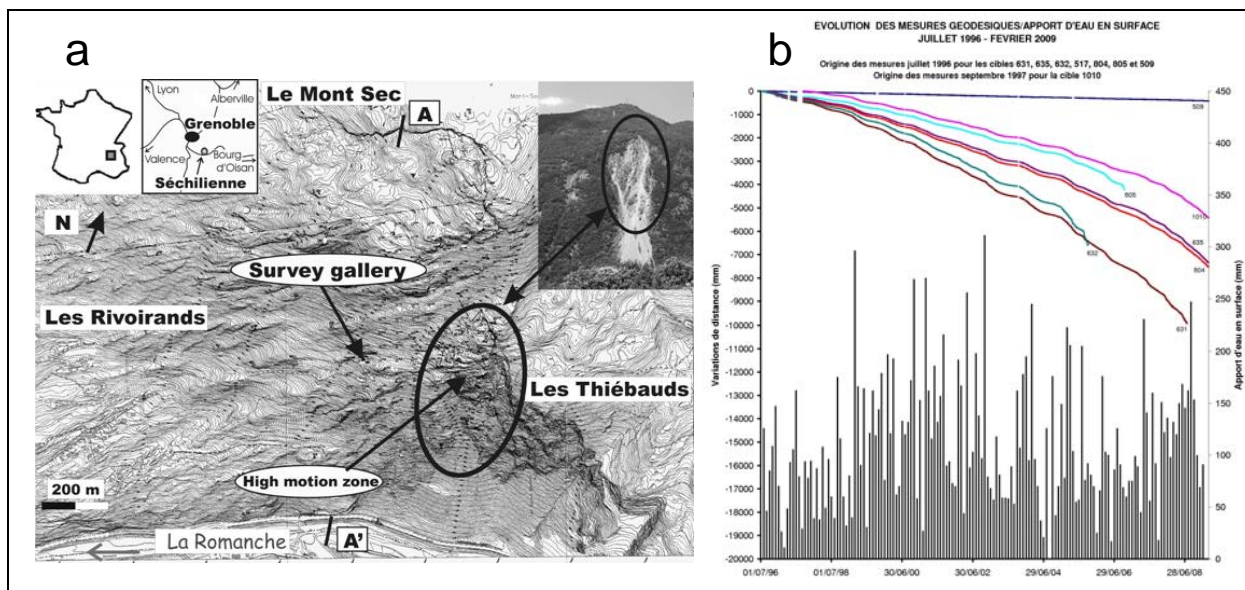 a
Lyon
Alberville
Grenoble
Valence
Bourg
d'Oisan
Séchilienne
Le Mont Sec
A
N
Survey gallery
Les Rivoirands
Les Thiébauds
High motion zone
200 m
La Romanche
A'
b
EVOLUTION DES MESURES GEODESIQUES/APPORT D'EAU EN SURFACE
JUILLET 1996 - FEVRIER 2009
Origine des mesures juillet 1996 pour les cibles 631, 635, 632, 517, 804, 805 et 509
Origine des mesures septembre 1997 pour la cible 1010
Variations de distance (mm)
0
-1000
-2000
-3000
-4000
-5000
-6000
-7000
-8000
-9000
-10000
-11000
-12000
-13000
-14000
-15000
-16000
-17000
-18000
-19000
-20000
509
1010
635
804
632
631
450
400
350
300
250
200
150
100
50
0
Apport d'eau en surface (mm)
01/07/96 01/07/98 30/06/00 30/06/02 29/06/04 29/06/06 28/06/08